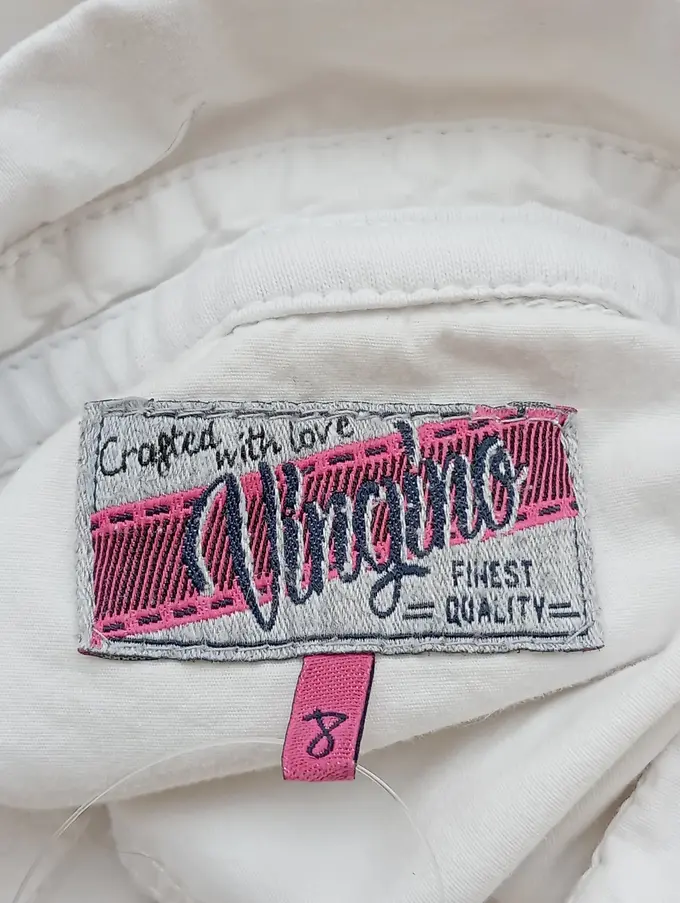 Crafted with love
Vingino
FINEST
= QUALITY =
8